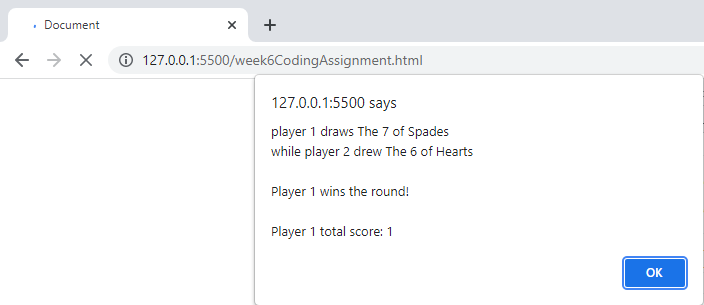 Document
127.0.0.1:5500/week6CodingAssignment.html
127.0.0.1:5500 says
player 1 draws The 7 of Spades
while player 2 drew The 6 of Hearts
Player 1 wins the round!
Player 1 total score: 1
OK